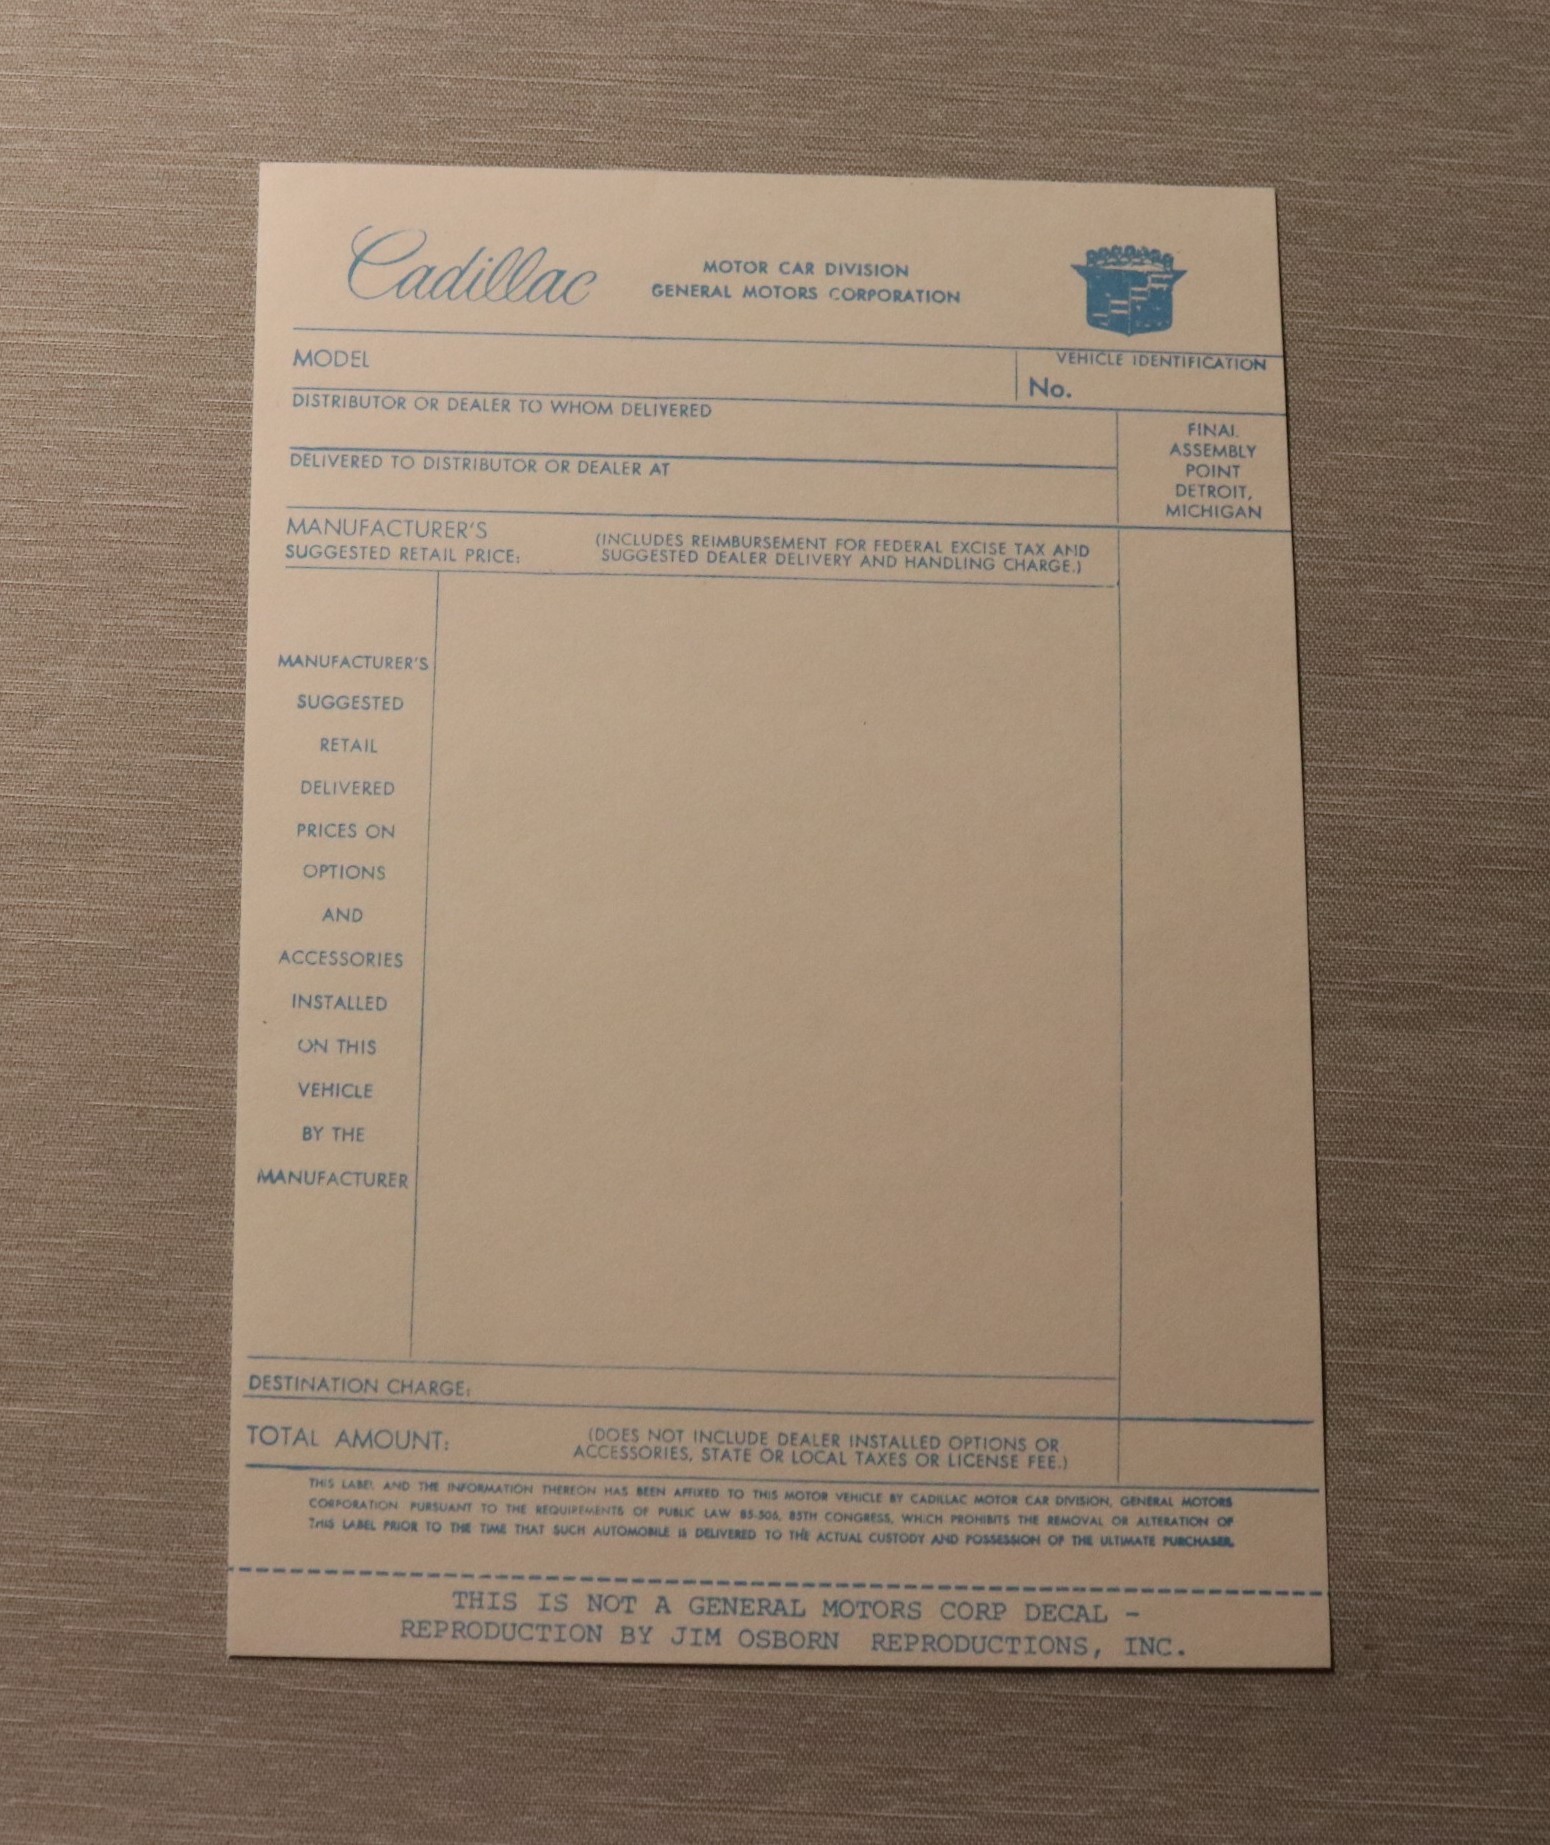 Cadillac
MOTOR CAR DIVISION
GENERAL MOTORS CORPORATION
MODEL
VEHICLE IDENTIFICATION
No.
DISTRIBUTOR OR DEALER TO WHOM DELIVERED
DELIVERED TO DISTRIBUTOR OR DEALER AT
FINAL
ASSEMBLY
POINT
DETROIT,
MICHIGAN
MANUFACTURER'S
SUGGESTED RETAIL PRICE:
(INCLUDES REIMBURSEMENT FOR FEDERAL EXCISE TAX AND
SUGGESTED DEALER DELIVERY AND HANDLING CHARGE.)
MANUFACTURER'S
SUGGESTED
RETAIL
DELIVERED
PRICES ON
OPTIONS
AND
ACCESSORIES
INSTALLED
ON THIS
VEHICLE
BY THE
MANUFACTURER
DESTINATION CHARGE:
TOTAL AMOUNT:
(DOES NOT INCLUDE DEALER INSTALLED OPTIONS OR
ACCESSORIES, STATE OR LOCAL TAXES OR LICENSE FEE.)
THIS LABEL AND THE INFORMATION THEREON HAS BEEN AFFIXED TO THIS MOTOR VEHICLE BY CADILLAC MOTOR CAR DIVISION, GENERAL MOTORS
CORPORATION PURSUANT TO THE REQUIREMENTS OF PUBLIC LAW 85-506, 85TH CONGRESS, WHICH PROHIBITS THE REMOVAL OR ALTERATION OF
THIS LABEL PRIOR TO THE TIME THAT SUCH AUTOMOBILE IS DELIVERED TO THE ACTUAL CUSTODY AND POSSESSION OF THE ULTIMATE PURCHASER.
THIS IS NOT A GENERAL MOTORS CORP DECAL -
REPRODUCTION BY JIM OSBORN REPRODUCTIONS, INC.